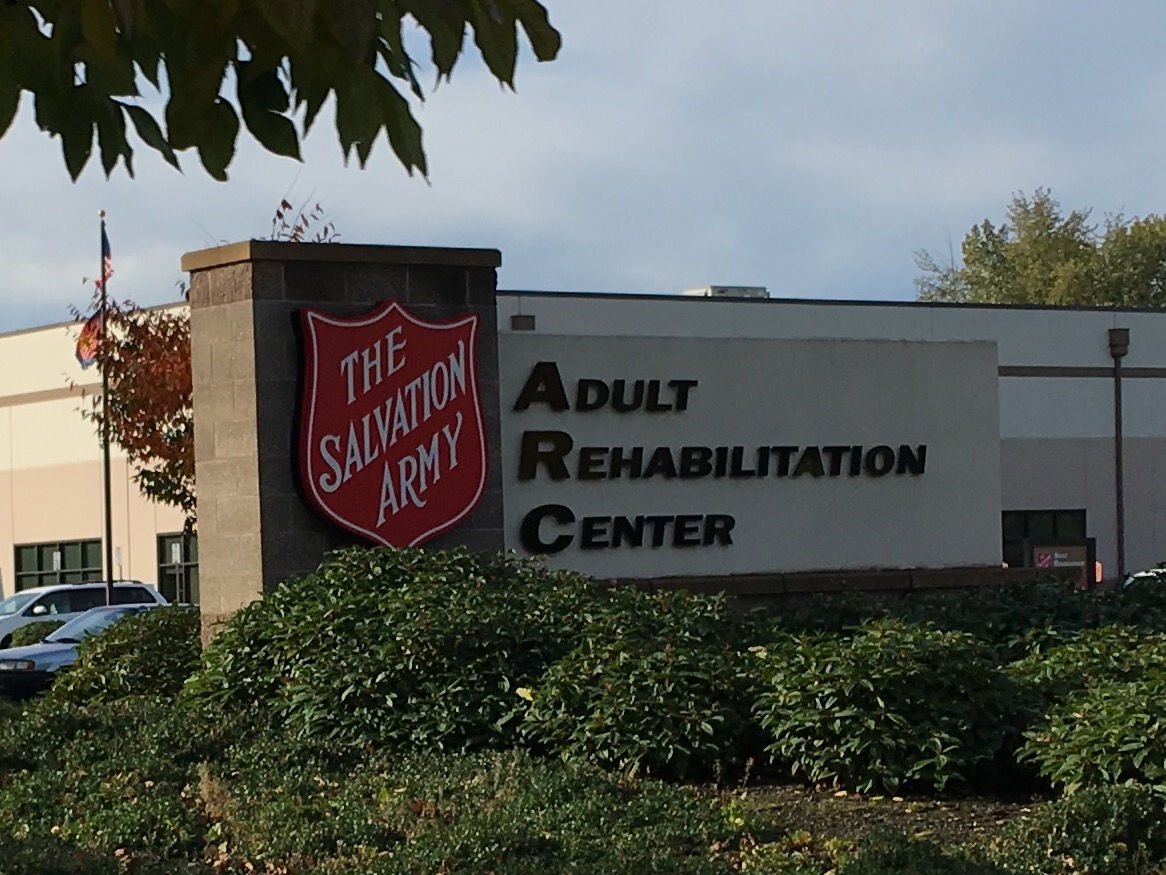 THE
SALVATION
ARMY
ADULT
REHABILITATION
CENTER